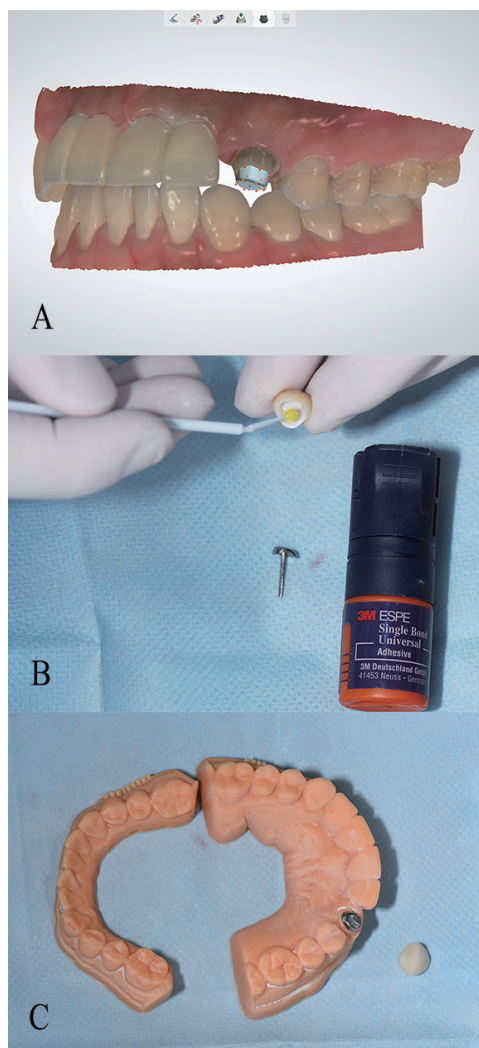 A
B
3M ESPE
Single Bond
Universal
Adhesive
3M Deutschland GmbH
41453 Neuss - Germany
C